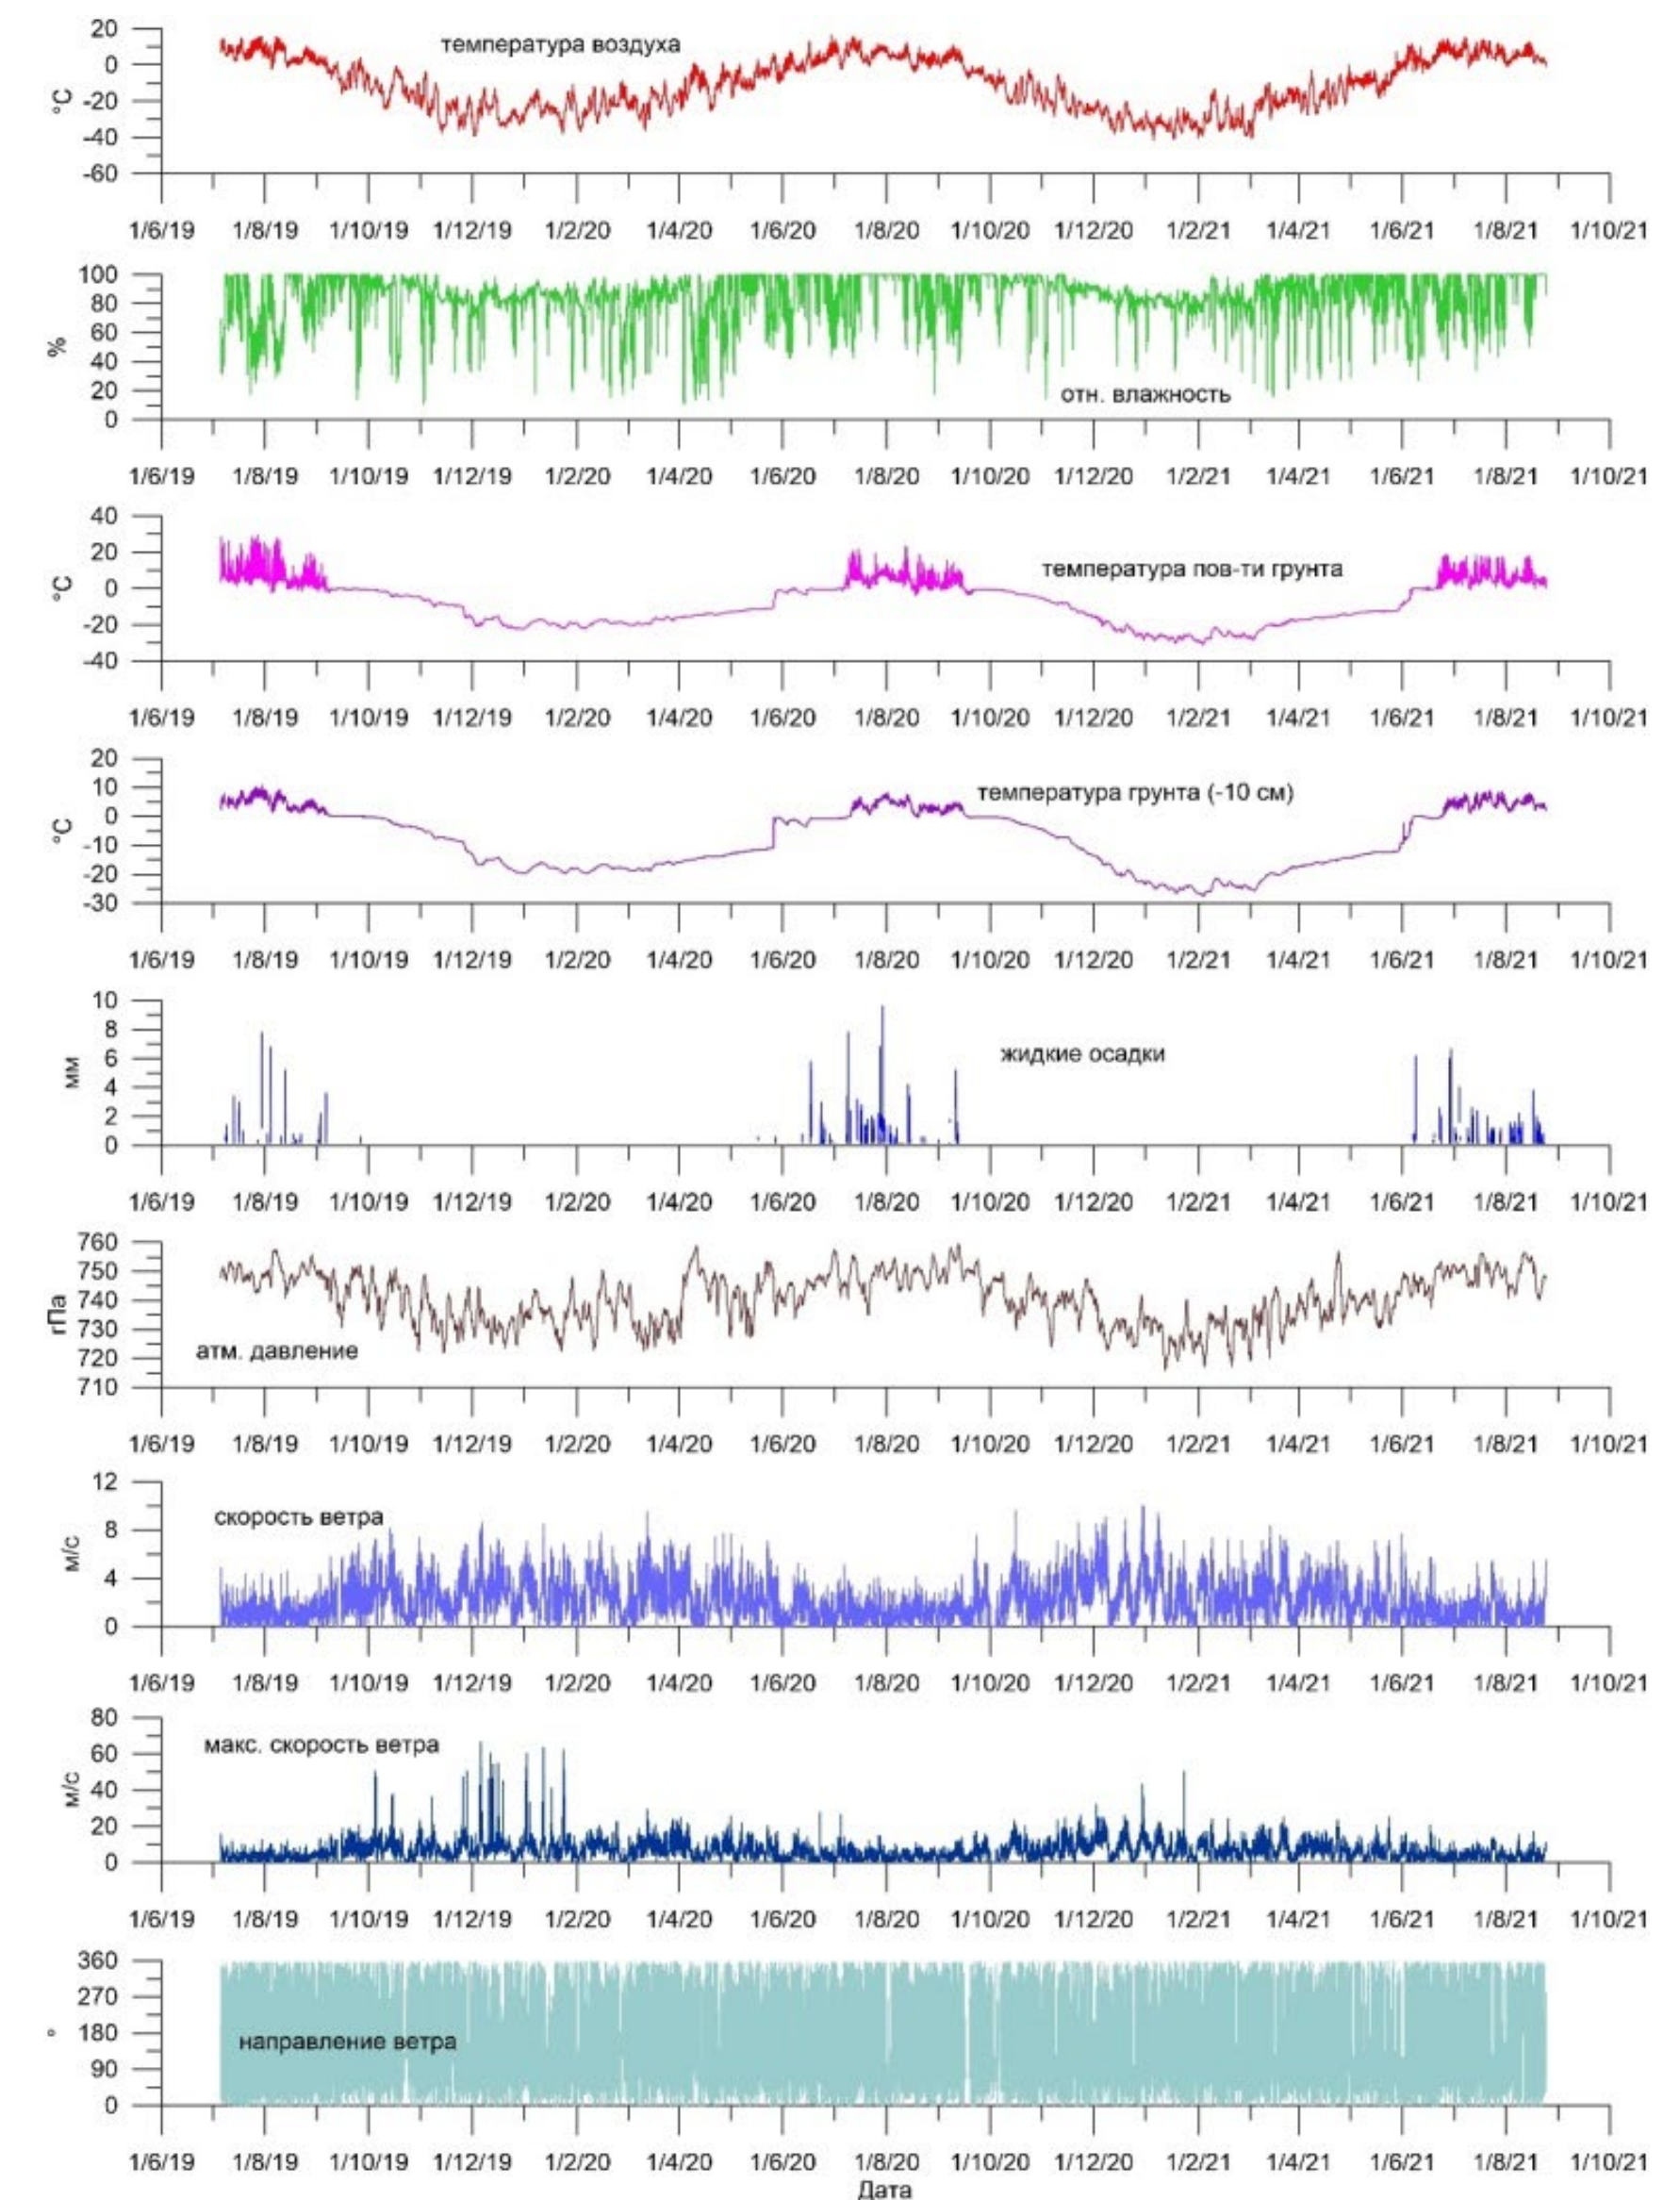 температура воздуха
°С
20
0
-20
-40
-60
1/6/19 1/8/19 1/10/19 1/12/19 1/2/20 1/4/20 1/6/20 1/8/20 1/10/20 1/12/20 1/2/21 1/4/21 1/6/21 1/8/21 1/10/21
%
100
80
60
40
20
0
отн. влажность
1/6/19 1/8/19 1/10/19 1/12/19 1/2/20 1/4/20 1/6/20 1/8/20 1/10/20 1/12/20 1/2/21 1/4/21 1/6/21 1/8/21 1/10/21
°С
40
20
0
-20
-40
температура пов-ти грунта
1/6/19 1/8/19 1/10/19 1/12/19 1/2/20 1/4/20 1/6/20 1/8/20 1/10/20 1/12/20 1/2/21 1/4/21 1/6/21 1/8/21 1/10/21
°С
20
10
0
-10
-20
-30
температура грунта (-10 см)
1/6/19 1/8/19 1/10/19 1/12/19 1/2/20 1/4/20 1/6/20 1/8/20 1/10/20 1/12/20 1/2/21 1/4/21 1/6/21 1/8/21 1/10/21
мм
10
8
6
4
2
0
жидкие осадки
1/6/19 1/8/19 1/10/19 1/12/19 1/2/20 1/4/20 1/6/20 1/8/20 1/10/20 1/12/20 1/2/21 1/4/21 1/6/21 1/8/21 1/10/21
гПа
760
750
740
730
720
710
атм. давление
1/6/19 1/8/19 1/10/19 1/12/19 1/2/20 1/4/20 1/6/20 1/8/20 1/10/20 1/12/20 1/2/21 1/4/21 1/6/21 1/8/21 1/10/21
м/с
12
8
4
0
скорость ветра
1/6/19 1/8/19 1/10/19 1/12/19 1/2/20 1/4/20 1/6/20 1/8/20 1/10/20 1/12/20 1/2/21 1/4/21 1/6/21 1/8/21 1/10/21
м/с
80
60
40
20
0
макс. скорость ветра
1/6/19 1/8/19 1/10/19 1/12/19 1/2/20 1/4/20 1/6/20 1/8/20 1/10/20 1/12/20 1/2/21 1/4/21 1/6/21 1/8/21 1/10/21
°
360
270
180
90
0
направление ветра
1/6/19 1/8/19 1/10/19 1/12/19 1/2/20 1/4/20 1/6/20 1/8/20 1/10/20 1/12/20 1/2/21 1/4/21 1/6/21 1/8/21 1/10/21
Дата